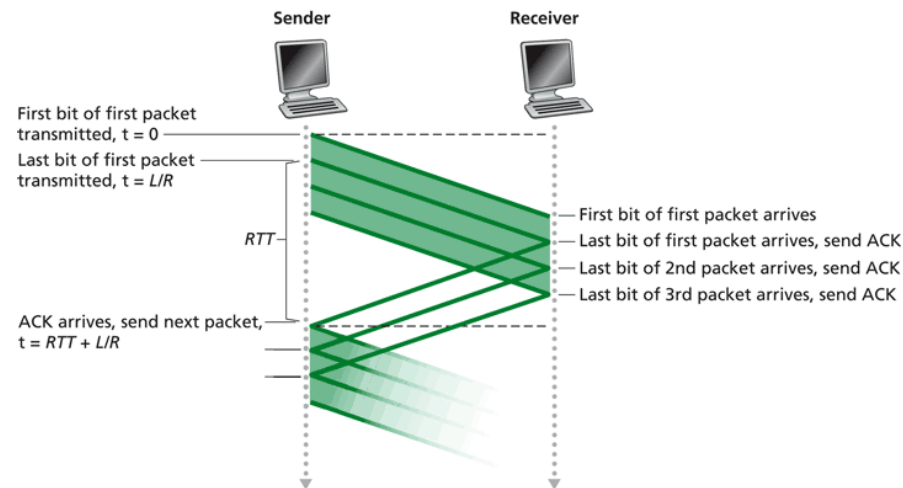 Sender
Receiver
First bit of first packet
transmitted, t = 0
Last bit of first packet
transmitted, t = L/R
RTT
First bit of first packet arrives
Last bit of first packet arrives, send ACK
Last bit of 2nd packet arrives, send ACK
Last bit of 3rd packet arrives, send ACK
ACK arrives, send next packet,
t = RTT + L/R